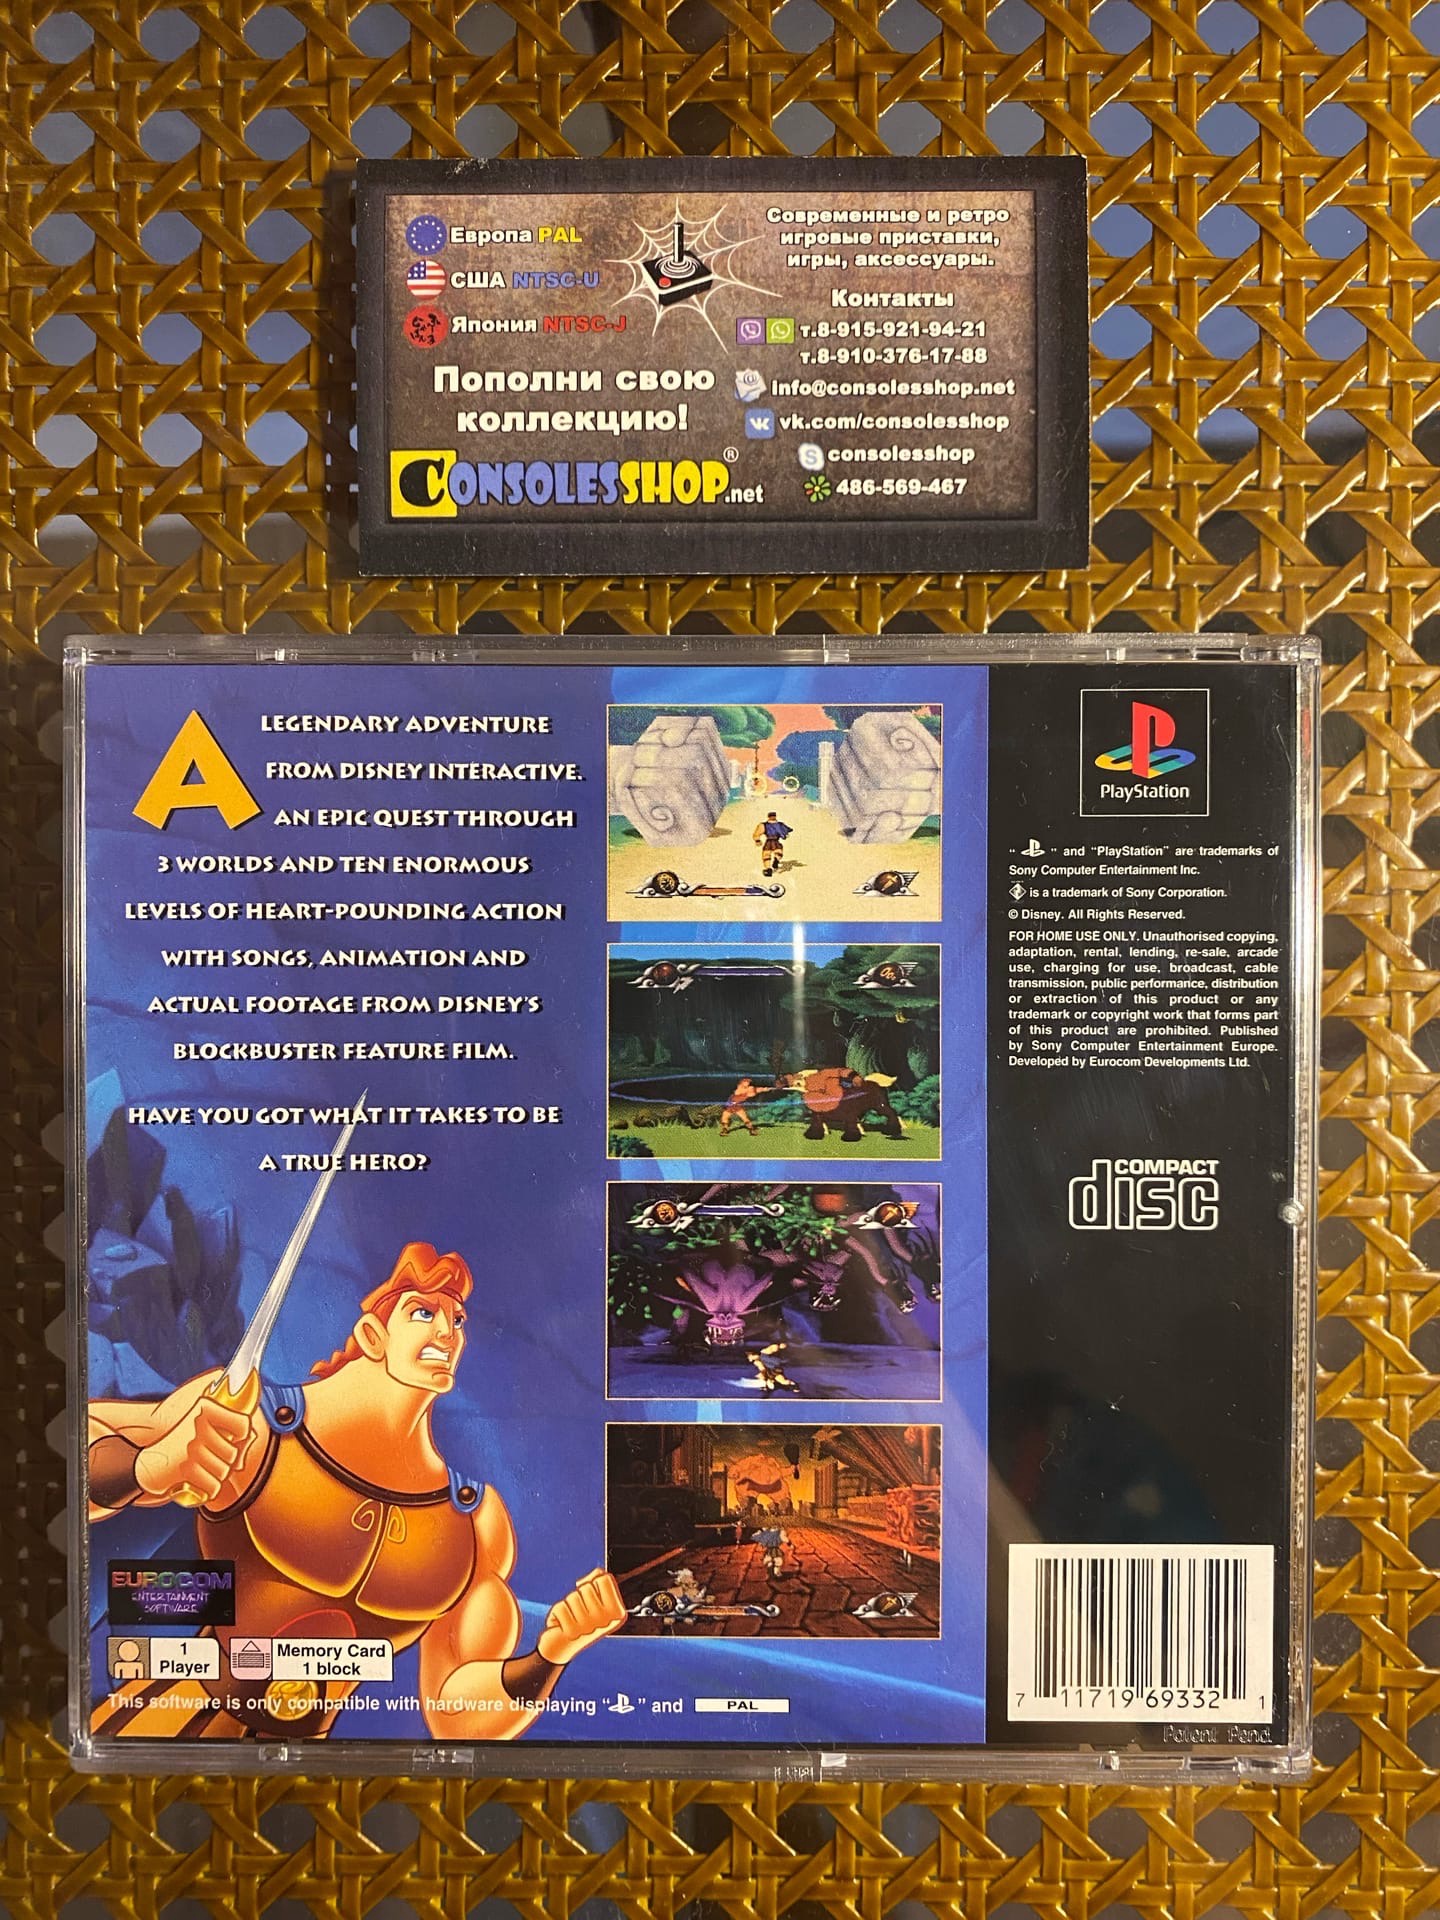 Европа PAL
США NTSC-U
Япония NTSC-J
Пополни свою
коллекцию!
CONSOLESSHOP.net
®
Современные и ретро
игровые приставки,
игры, аксессуары.
Контакты
т.8-915-921-94-21
т.8-910-376-17-88
info@consolesshop.net
vk.com/consolesshop
consolesshop
486-569-467
A LEGENDARY ADVENTURE
FROM DISNEY INTERACTIVE.
AN EPIC QUEST THROUGH
3 WORLDS AND TEN ENORMOUS
LEVELS OF HEART-POUNDING ACTION
WITH SONGS, ANIMATION AND
ACTUAL FOOTAGE FROM DISNEY'S
BLOCKBUSTER FEATURE FILM.
HAVE YOU GOT WHAT IT TAKES TO BE
A TRUE HERO?
EUROCOM
ENTERTAINMENT
SOFTWARE
1
Player
Memory Card
1 block
This software is only compatible with hardware displaying “ ” and PAL
PlayStation
“ ” and “PlayStation” are trademarks of
Sony Computer Entertainment Inc.
is a trademark of Sony Corporation.
© Disney. All Rights Reserved.
FOR HOME USE ONLY. Unauthorised copying,
adaptation, rental, lending, re-sale, arcade
use, charging for use, broadcast, cable
transmission, public performance, distribution
or extraction of this product or any
trademark or copyright work that forms part
of this product are prohibited. Published
by Sony Computer Entertainment Europe.
Developed by Eurocom Developments Ltd.
COMPACT
disc
7 11719 69332 1
Patent Pend